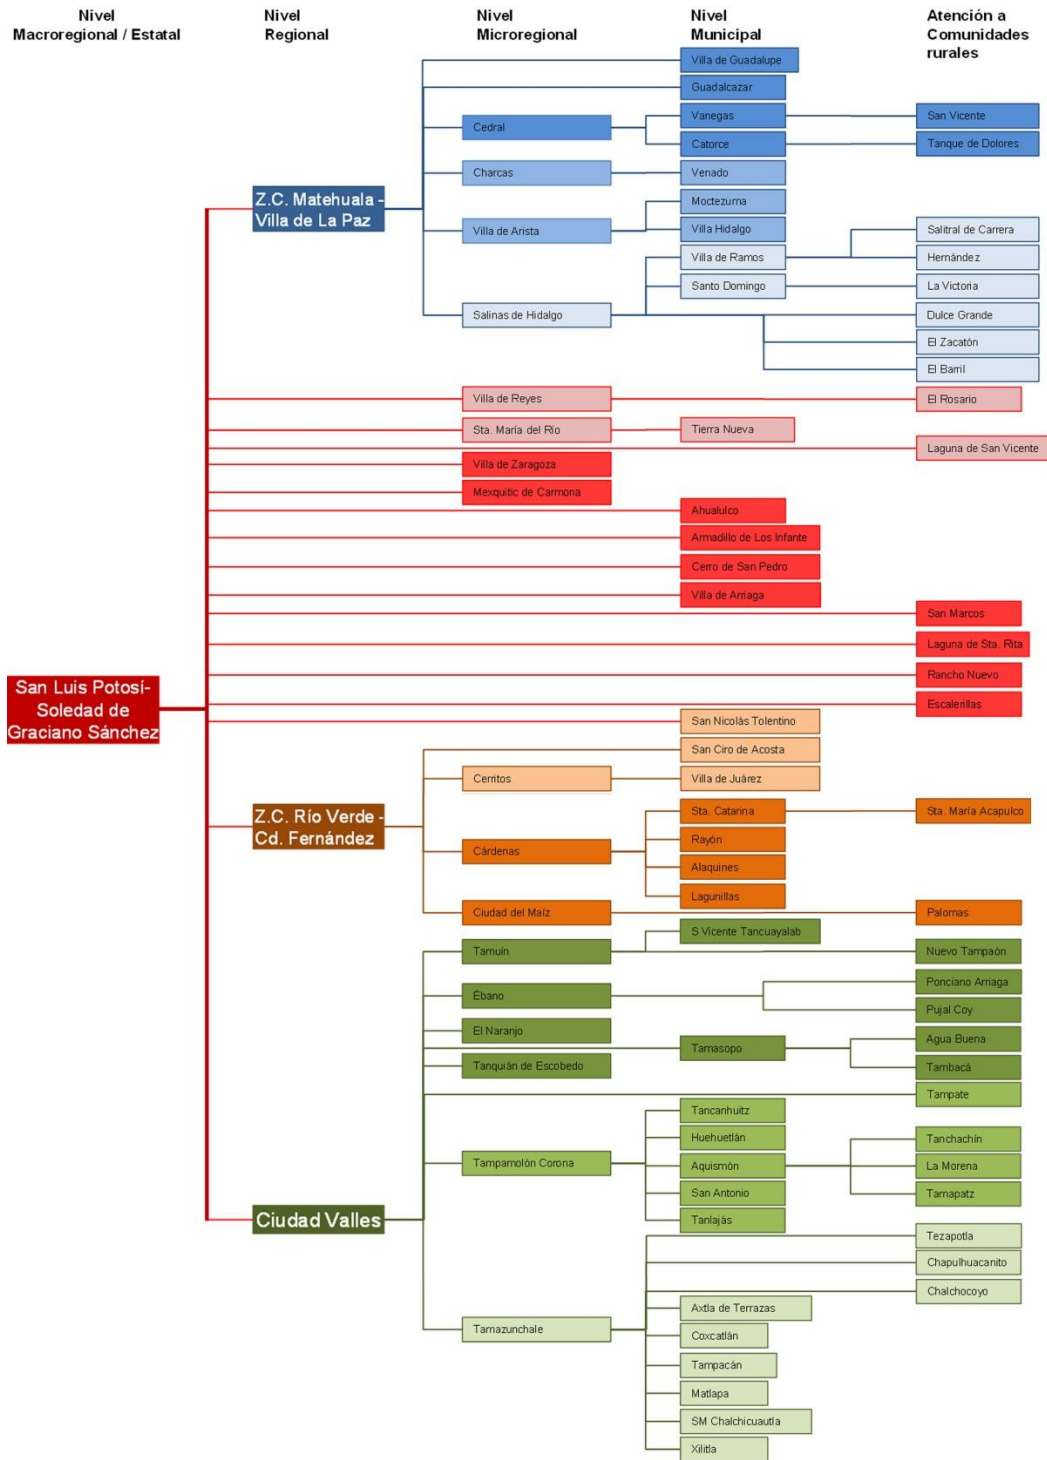 Nivel
Macroregional / Estatal
Nivel
Regional
Nivel
Microregional
Nivel
Municipal
Atención a
Comunidades
rurales
Villa de Guadalupe
Guadalcazar
Cedral
Vanegas
San Vicente
Catorce
Tanque de Dolores
Charcas
Venado
Z.C. Matehuala -
Villa de La Paz
Moctezuma
Villa de Arista
Villa Hidalgo
Salitral de Carrera
Villa de Ramos
Hernández
Santo Domingo
La Victoria
Salinas de Hidalgo
Dulce Grande
El Zacatón
El Barril
Villa de Reyes
El Rosario
Sta. María del Río
Tierra Nueva
Laguna de San Vicente
Villa de Zaragoza
Mexquitic de Carmona
Ahualulco
Armadillo de Los Infante
Cerro de San Pedro
Villa de Arriaga
San Marcos
Laguna de Sta. Rita
Rancho Nuevo
San Luis Potosí-
Soledad de
Graciano Sánchez
Escalerillas
San Nicolás Tolentino
San Ciro de Acosta
Cerritos
Villa de Juárez
Z.C. Río Verde -
Cd. Fernández
Sta. Catarina
Sta. María Acapulco
Rayón
Cárdenas
Alaquines
Lagunillas
Ciudad del Maíz
Palomas
S Vicente Tancuayalab
Tamuín
Nuevo Tampaón
Ponciano Arriaga
Ébano
Pujal Coy
El Naranjo
Agua Buena
Tamasopo
Tanquián de Escobedo
Tambacá
Tampate
Tancanhuitz
Huehuetlán
Tanchachín
Tampamolón Corona
Aquismón
La Morena
San Antonio
Tamapatz
Ciudad Valles
Tanlajás
Tezapotla
Chapulhuacanito
Chalchocoyo
Axtla de Terrazas
Tamazunchale
Coxcatlán
Tampacán
Matlapa
SM Chalchicuautla
Xilitla